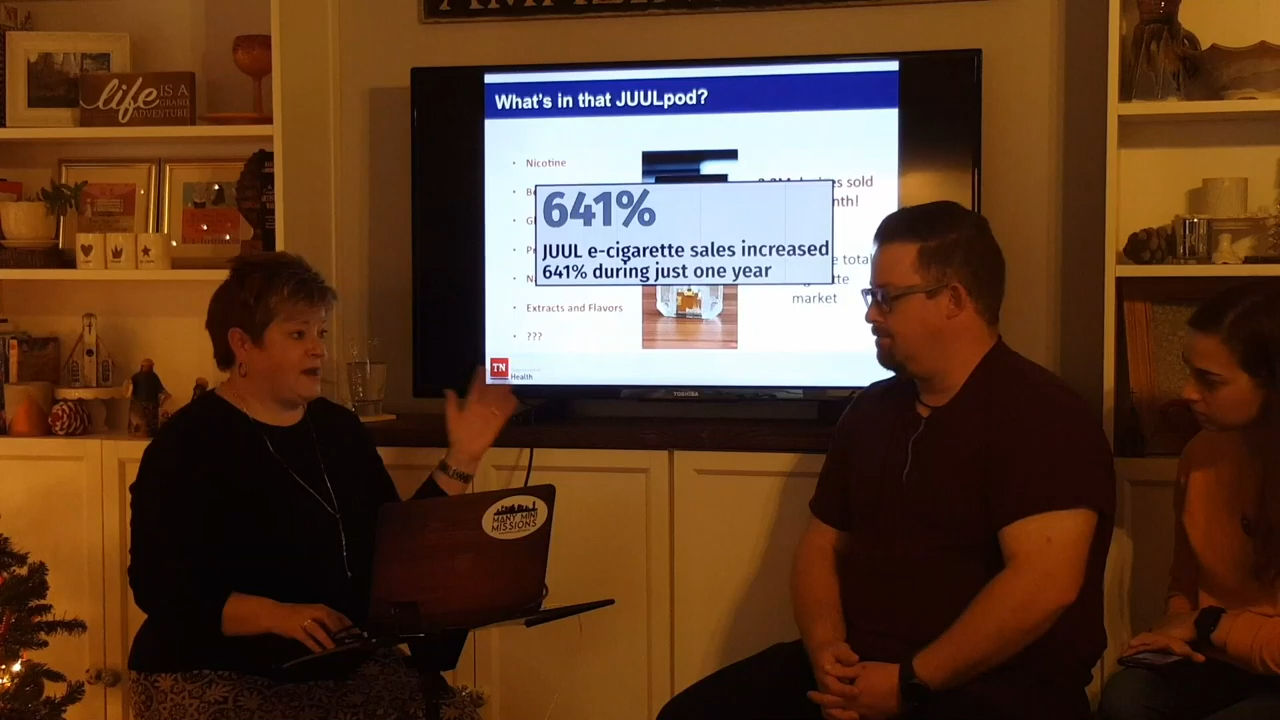 life IS A
GRAND
ADVENTURE
What's in that JUULpod?
• Nicotine
641%
JUUL e-cigarette sales increased
641% during just one year
sold
market
• Extracts and Flavors
• ???
TN
Health
TOSHIBA
MANY MINI
MISSIONS